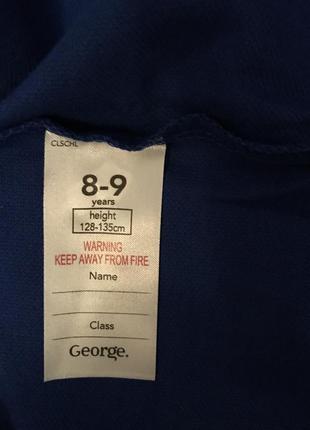 CLSCHL
8-9
years
height
128-135cm
WARNING
KEEP AWAY FROM FIRE
Name
Class
George.